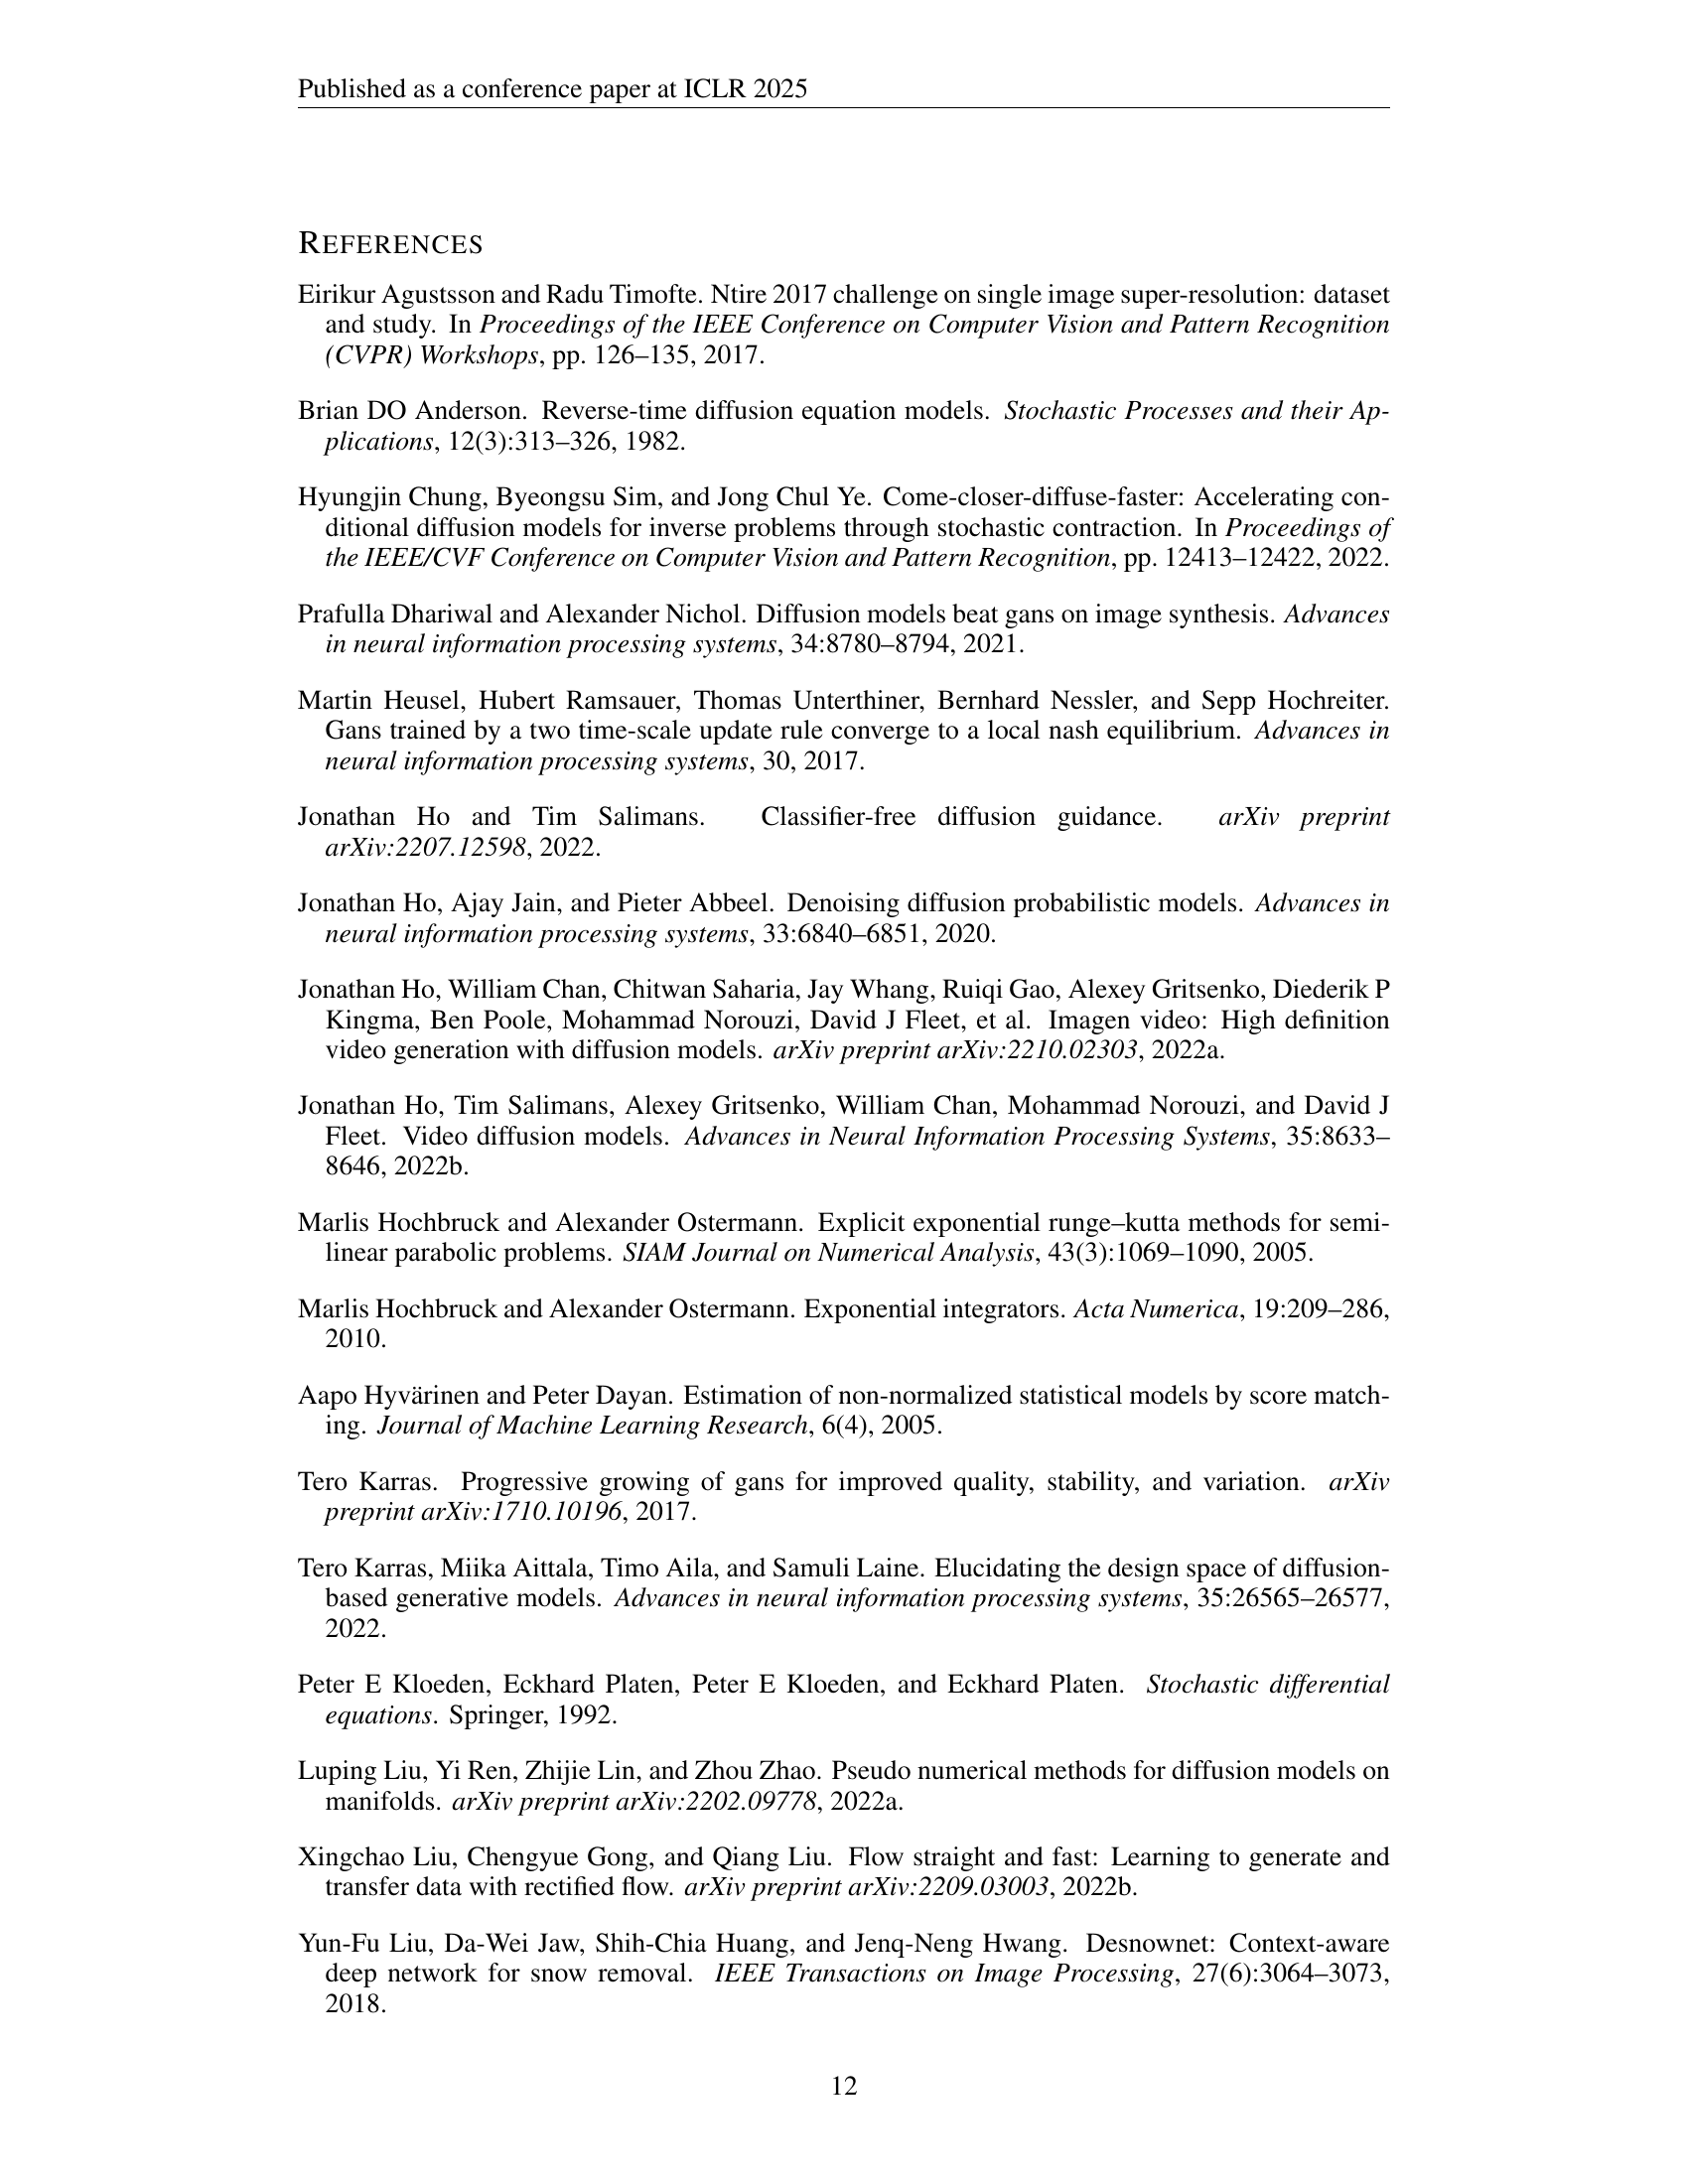 Published as a conference paper at ICLR 2025
REFERENCES
Eirikur Agustsson and Radu Timofte. Ntire 2017 challenge on single image super-resolution: dataset
and study. In Proceedings of the IEEE Conference on Computer Vision and Pattern Recognition
(CVPR) Workshops, pp. 126–135, 2017.
Brian DO Anderson. Reverse-time diffusion equation models. Stochastic Processes and their Ap-
plications, 12(3):313–326, 1982.
Hyungjin Chung, Byeongsu Sim, and Jong Chul Ye. Come-closer-diffuse-faster: Accelerating con-
ditional diffusion models for inverse problems through stochastic contraction. In Proceedings of
the IEEE/CVF Conference on Computer Vision and Pattern Recognition, pp. 12413–12422, 2022.
Prafulla Dhariwal and Alexander Nichol. Diffusion models beat gans on image synthesis. Advances
in neural information processing systems, 34:8780–8794, 2021.
Martin Heusel, Hubert Ramsauer, Thomas Unterthiner, Bernhard Nessler, and Sepp Hochreiter.
Gans trained by a two time-scale update rule converge to a local nash equilibrium. Advances in
neural information processing systems, 30, 2017.
Jonathan Ho and Tim Salimans. Classifier-free diffusion guidance. arXiv preprint
arXiv:2207.12598, 2022.
Jonathan Ho, Ajay Jain, and Pieter Abbeel. Denoising diffusion probabilistic models. Advances in
neural information processing systems, 33:6840–6851, 2020.
Jonathan Ho, William Chan, Chitwan Saharia, Jay Whang, Ruiqi Gao, Alexey Gritsenko, Diederik P
Kingma, Ben Poole, Mohammad Norouzi, David J Fleet, et al. Imagen video: High definition
video generation with diffusion models. arXiv preprint arXiv:2210.02303, 2022a.
Jonathan Ho, Tim Salimans, Alexey Gritsenko, William Chan, Mohammad Norouzi, and David J
Fleet. Video diffusion models. Advances in Neural Information Processing Systems, 35:8633–
8646, 2022b.
Marlis Hochbruck and Alexander Ostermann. Explicit exponential runge–kutta methods for semi-
linear parabolic problems. SIAM Journal on Numerical Analysis, 43(3):1069–1090, 2005.
Marlis Hochbruck and Alexander Ostermann. Exponential integrators. Acta Numerica, 19:209–286,
2010.
Aapo Hyvärinen and Peter Dayan. Estimation of non-normalized statistical models by score match-
ing. Journal of Machine Learning Research, 6(4), 2005.
Tero Karras. Progressive growing of gans for improved quality, stability, and variation. arXiv
preprint arXiv:1710.10196, 2017.
Tero Karras, Miika Aittala, Timo Aila, and Samuli Laine. Elucidating the design space of diffusion-
based generative models. Advances in neural information processing systems, 35:26565–26577,
2022.
Peter E Kloeden, Eckhard Platen, Peter E Kloeden, and Eckhard Platen. Stochastic differential
equations. Springer, 1992.
Luping Liu, Yi Ren, Zhijie Lin, and Zhou Zhao. Pseudo numerical methods for diffusion models on
manifolds. arXiv preprint arXiv:2202.09778, 2022a.
Xingchao Liu, Chengyue Gong, and Qiang Liu. Flow straight and fast: Learning to generate and
transfer data with rectified flow. arXiv preprint arXiv:2209.03003, 2022b.
Yun-Fu Liu, Da-Wei Jaw, Shih-Chia Huang, and Jenq-Neng Hwang. Desnownet: Context-aware
deep network for snow removal. IEEE Transactions on Image Processing, 27(6):3064–3073,
2018.
12